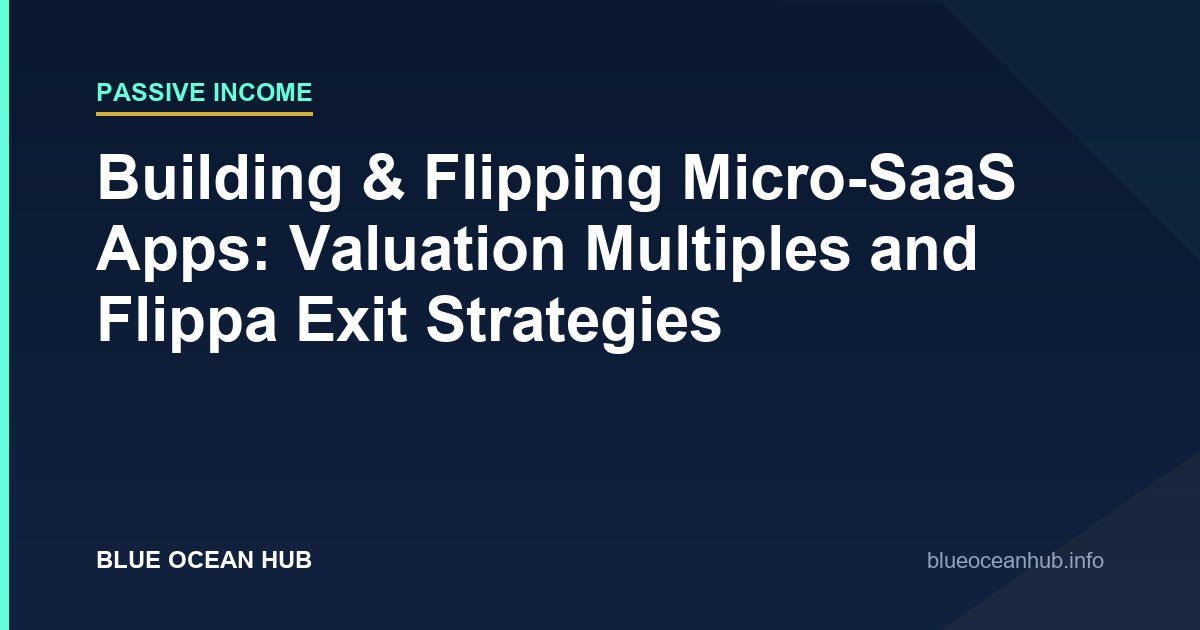 PASSIVE INCOME
Building & Flipping Micro-SaaS
Apps: Valuation Multiples and
Flippa Exit Strategies
BLUE OCEAN HUB
blueoceanhub.info